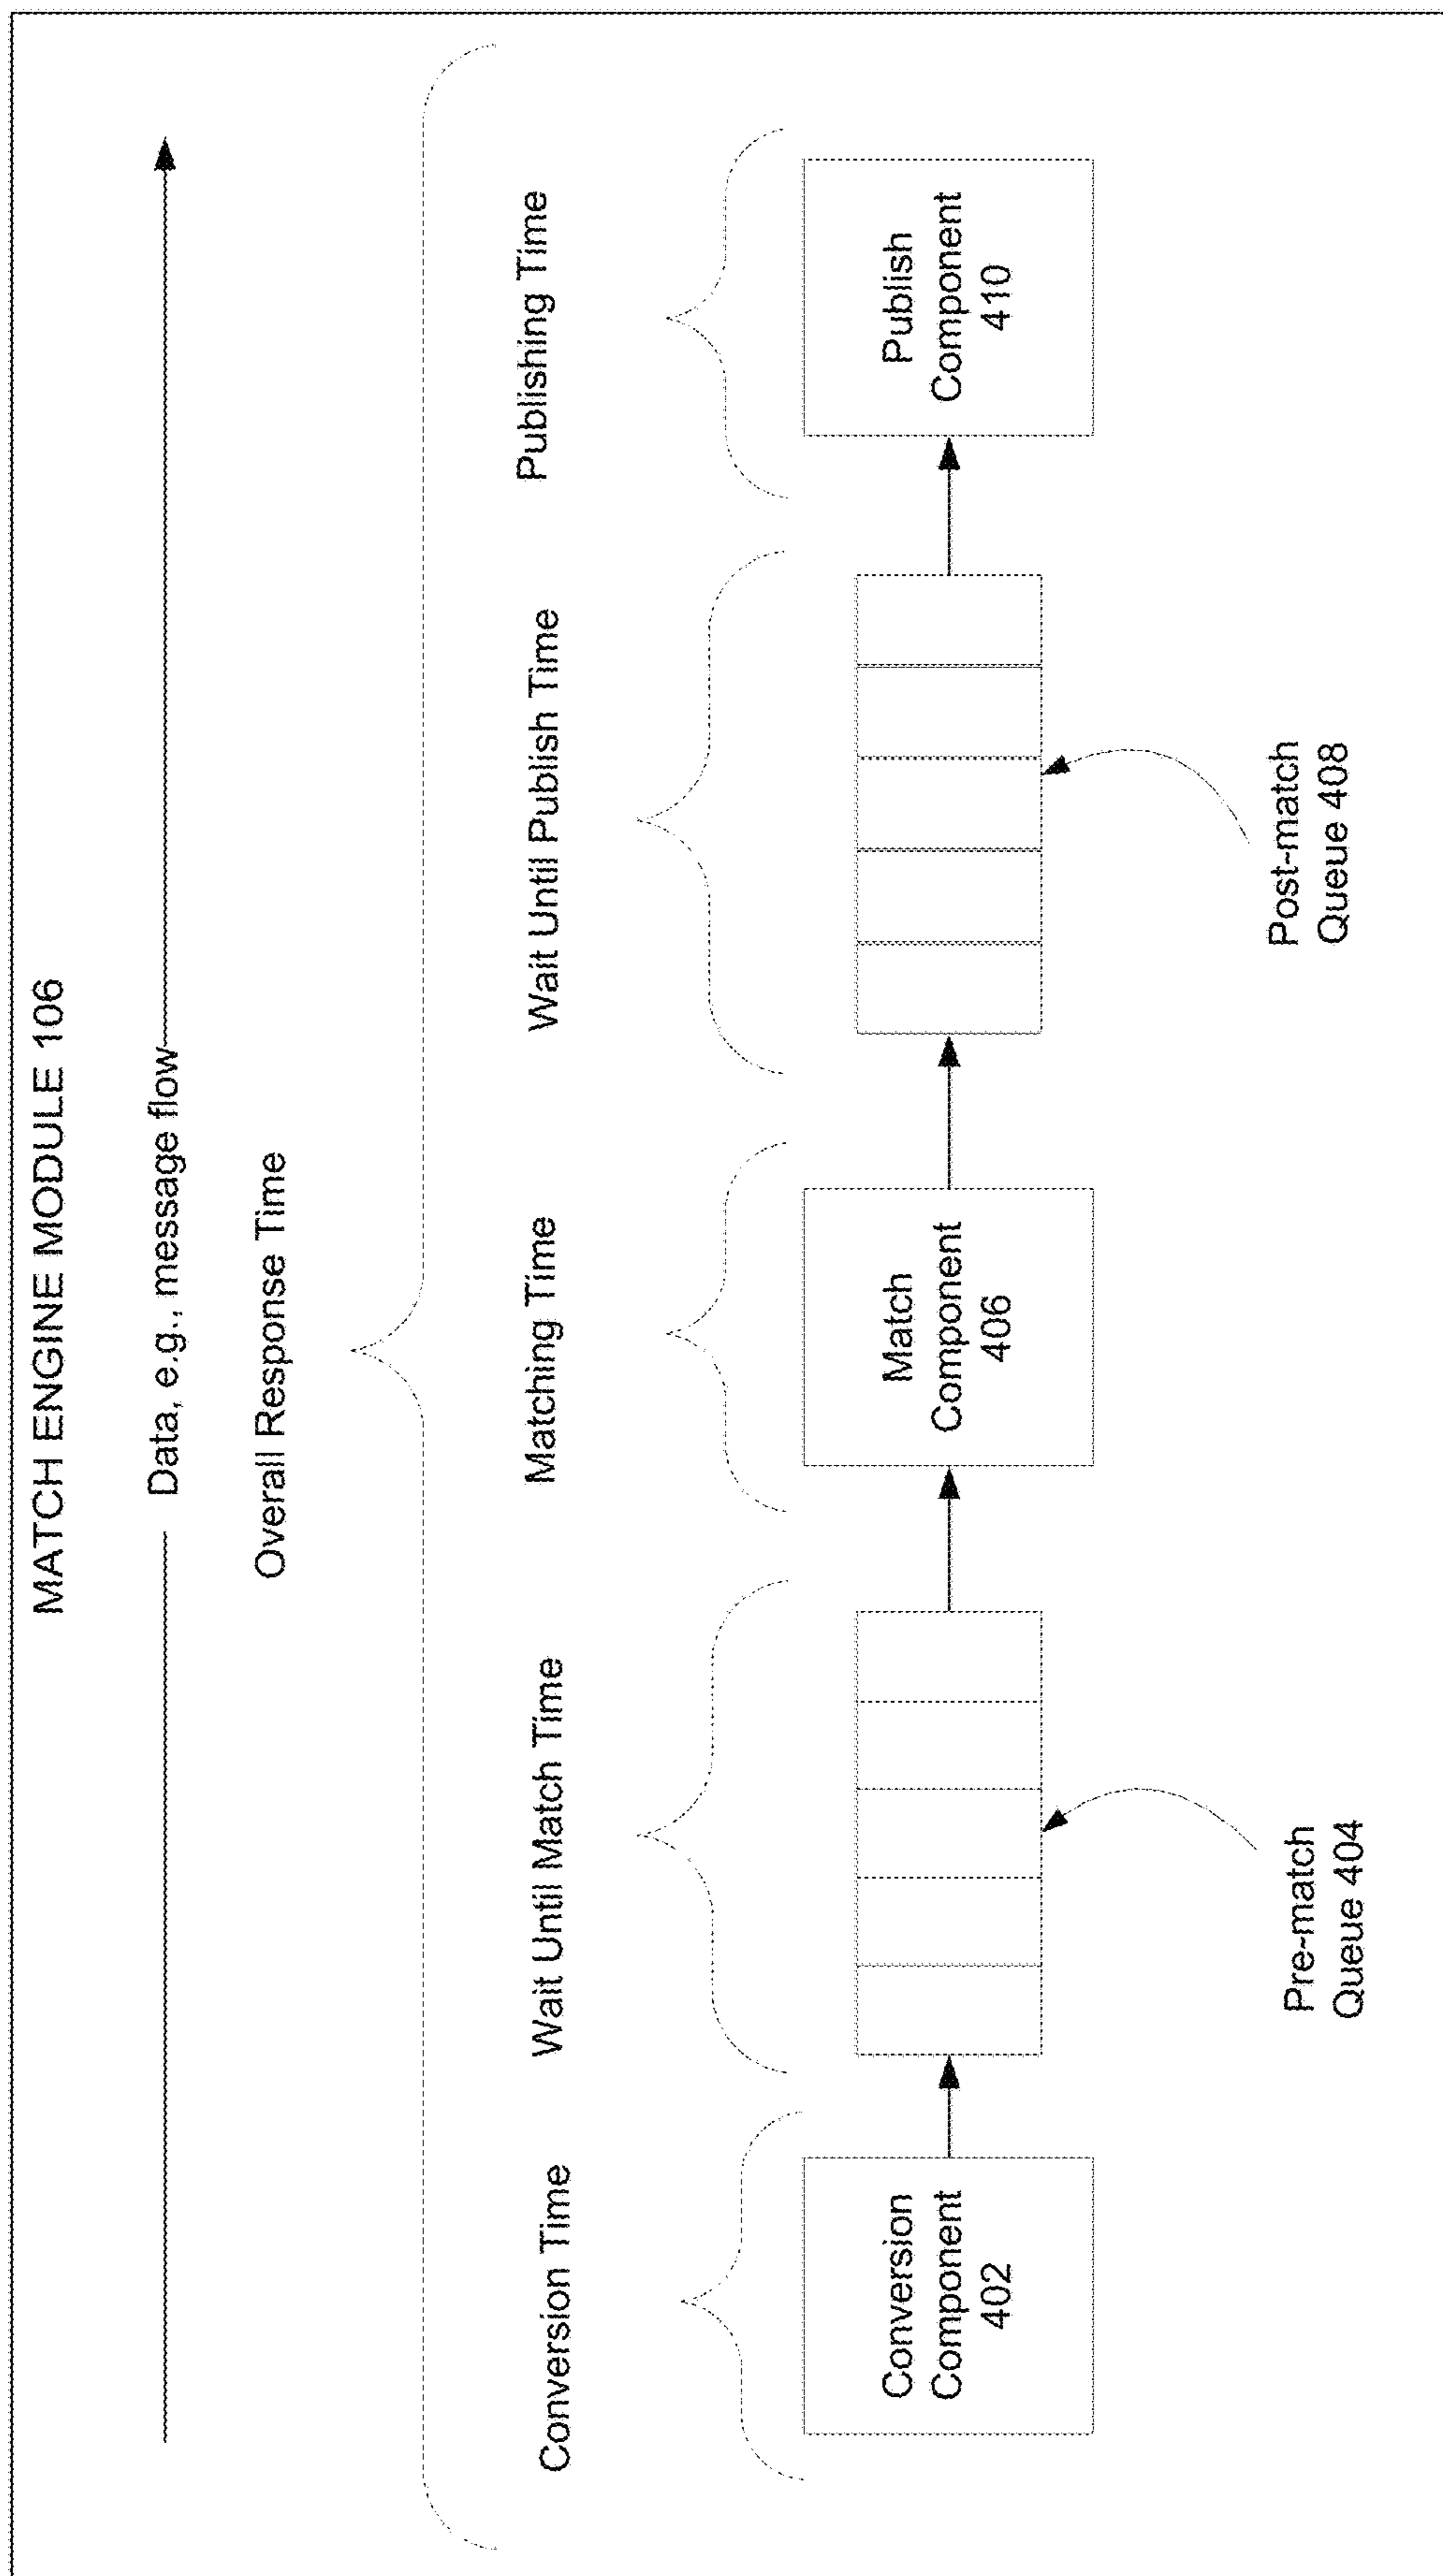 MATCH ENGINE MODULE 106
Data, e.g., message flow
Overall Response Time
Conversion Time
Wait Until Match Time
Matching Time
Wait Until Publish Time
Publishing Time
Conversion
Component
402
Match
Component
406
Publish
Component
410
Pre-match
Queue 404
Post-match
Queue 408